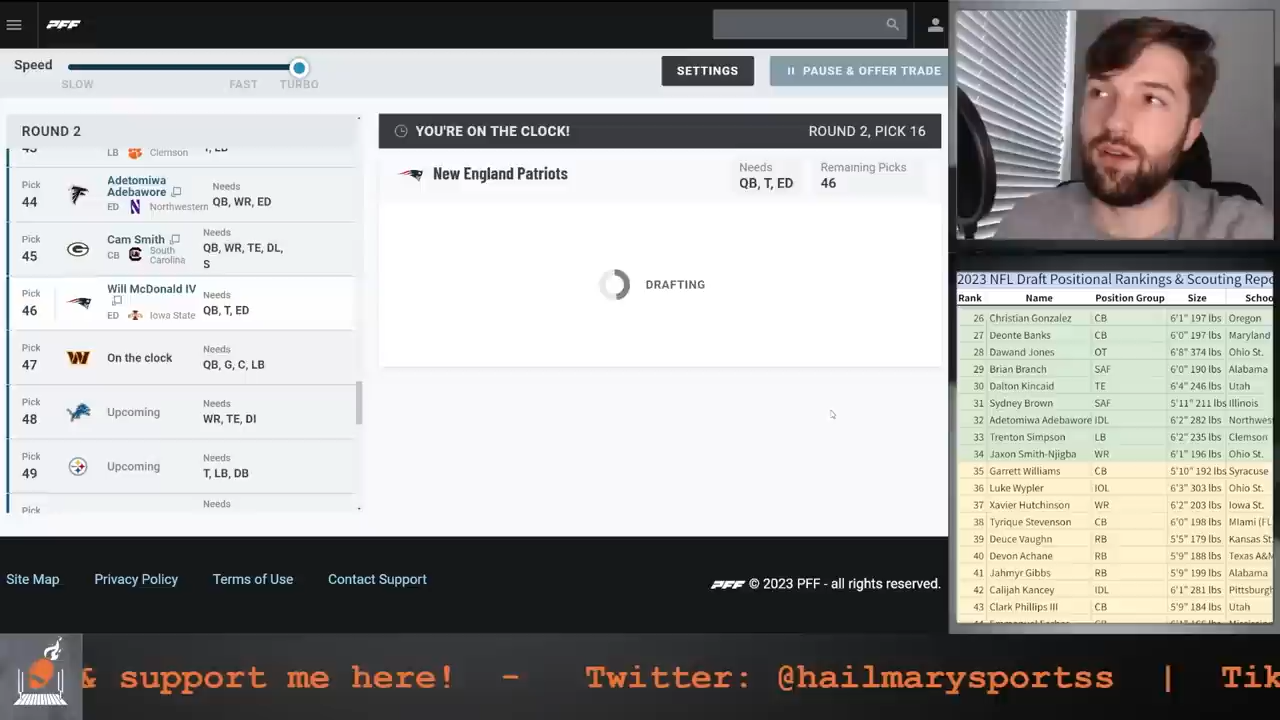 PFF
Speed
SLOW
FAST
TURBO
SETTINGS
PAUSE & OFFER TRADE
ROUND 2
LB Clemson
Pick
44
Adetomiwa
Adebawore
ED Northwestern
Needs
QB, WR, ED
Pick
45
Cam Smith
CB South
Carolina
Needs
QB, WR, TE, DL,
S
Pick
46
Will McDonald IV
ED Iowa State
Needs
QB, T, ED
Pick
47
W
On the clock
Needs
QB, G, C, LB
Pick
48
Upcoming
Needs
WR, TE, DI
Pick
49
Upcoming
Needs
T, LB, DB
Pick
Needs
YOU'RE ON THE CLOCK!
ROUND 2, PICK 16
New England Patriots
Needs
QB, T, ED
Remaining Picks
46
DRAFTING
2023 NFL Draft Positional Rankings & Scouting Repo
Rank Name Position Group Size Schoo
26 Christian Gonzalez CB 6'1" 197 lbs Oregon
27 Deonte Banks CB 6'0" 197 lbs Maryland
28 Dawand Jones OT 6'8" 374 lbs Ohio St.
29 Brian Branch SAF 6'0" 190 lbs Alabama
30 Dalton Kincaid TE 6'4" 246 lbs Utah
31 Sydney Brown SAF 5'11" 211 lbs Illinois
32 Adetomiwa Adebawore IDL 6'2" 282 lbs Northwes
33 Trenton Simpson LB 6'2" 235 lbs Clemson
34 Jaxon Smith-Njigba WR 6'1" 196 lbs Ohio St.
35 Garrett Williams CB 5'10" 192 lbs Syracuse
36 Luke Wypler IOL 6'3" 303 lbs Ohio St.
37 Xavier Hutchinson WR 6'2" 203 lbs Iowa St.
38 Tyrique Stevenson CB 6'0" 198 lbs MIami (FL
39 Deuce Vaughn RB 5'5" 179 lbs Kansas St.
40 Devon Achane RB 5'9" 188 lbs Texas A&M
41 Jahmyr Gibbs RB 5'9" 199 lbs Alabama
42 Calijah Kancey IDL 6'1" 281 lbs Pittsburgh
43 Clark Phillips III CB 5'9" 184 lbs Utah
Site Map
Privacy Policy
Terms of Use
Contact Support
PFF © 2023 PFF - all rights reserved.
& support me here! - Twitter: @hailmarysportss | Tik